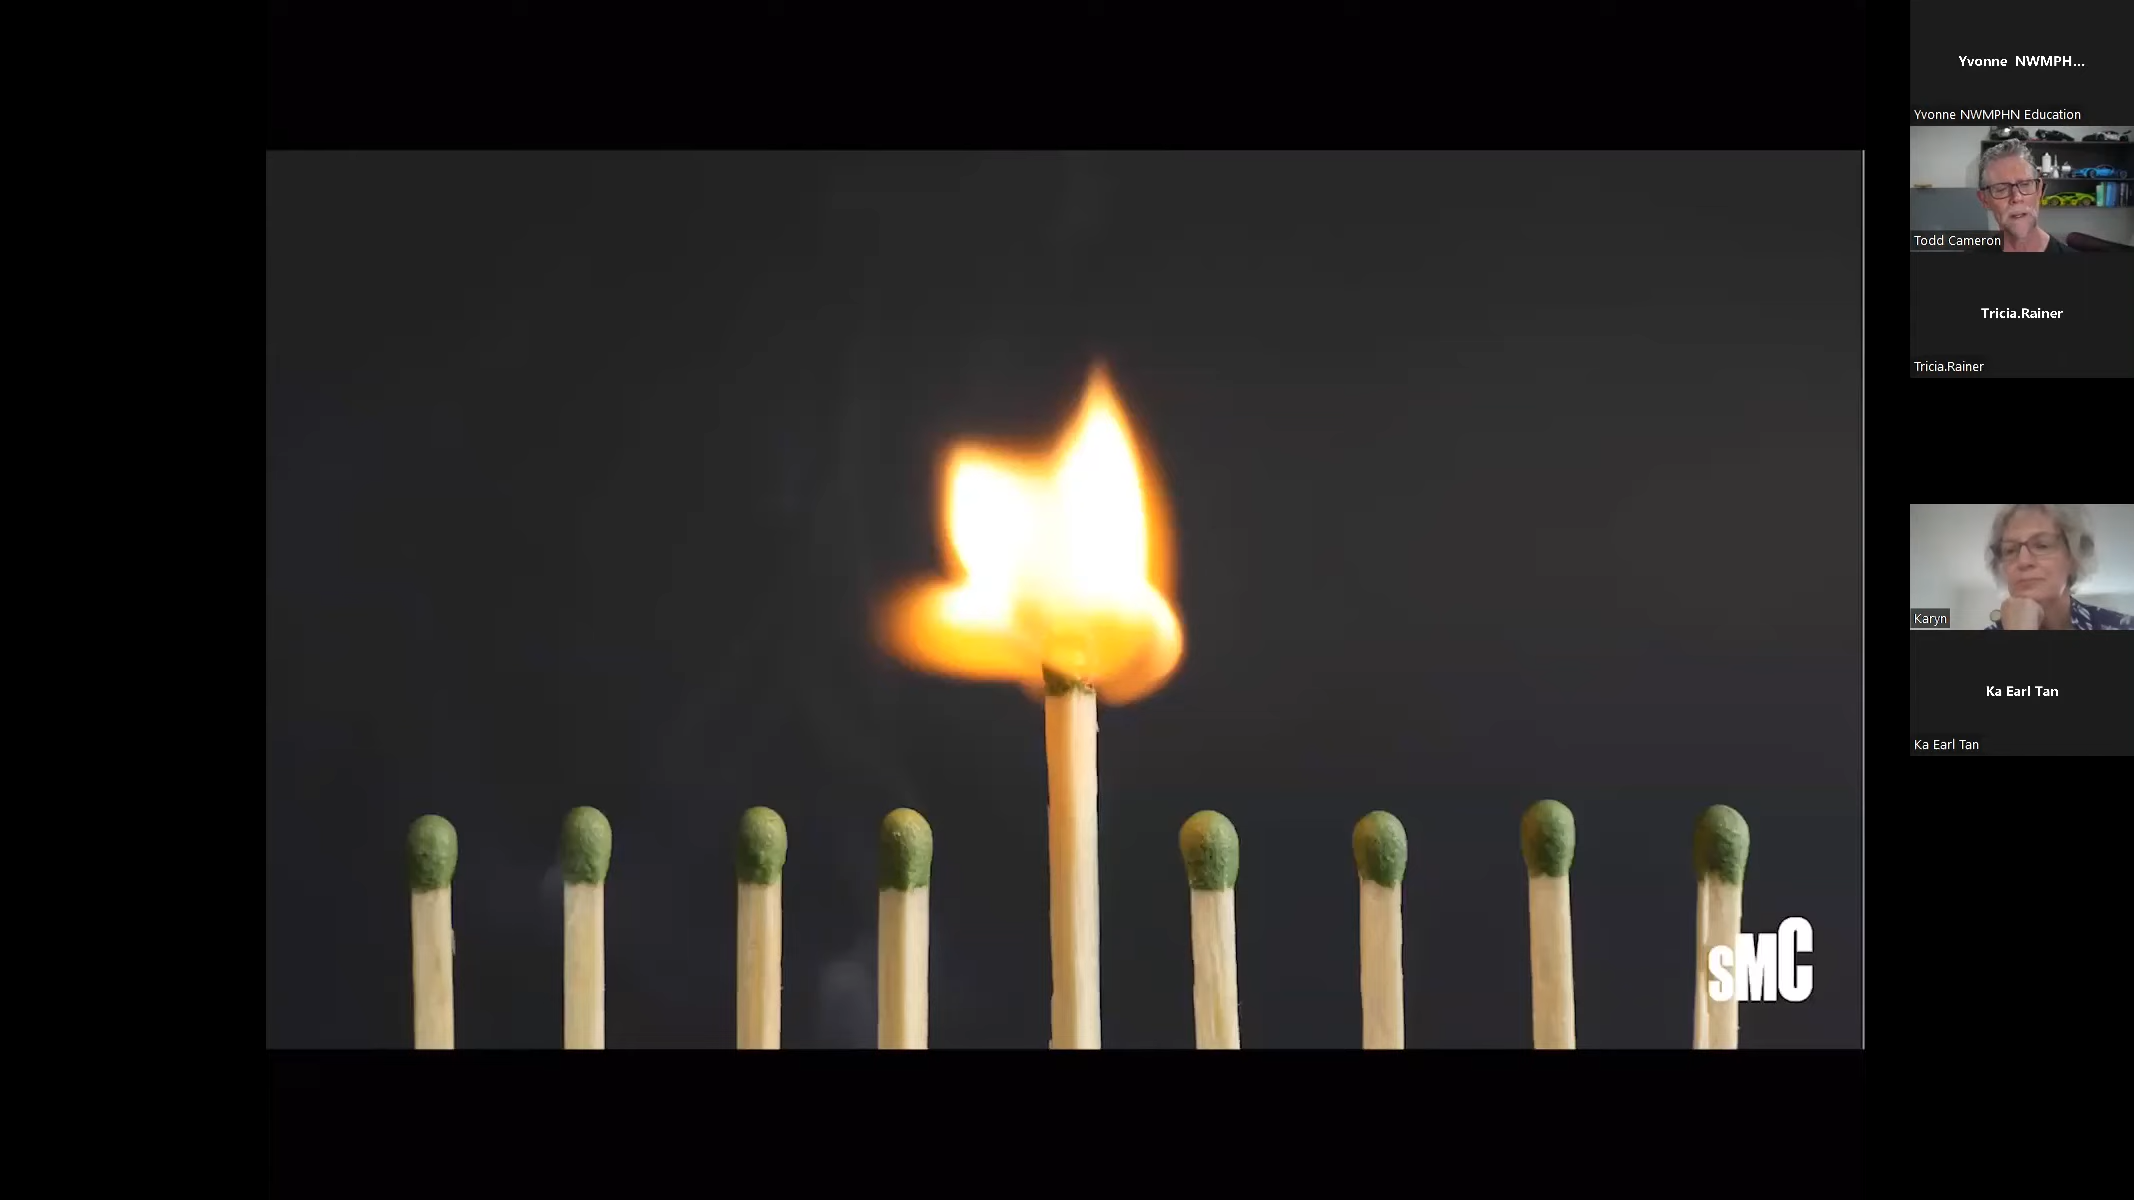 Yvonne NWMPH...
Yvonne NWMPHN Education
Todd Cameron
Tricia.Rainer
Tricia.Rainer
Karyn
Ka Earl Tan
Ka Earl Tan
sMC